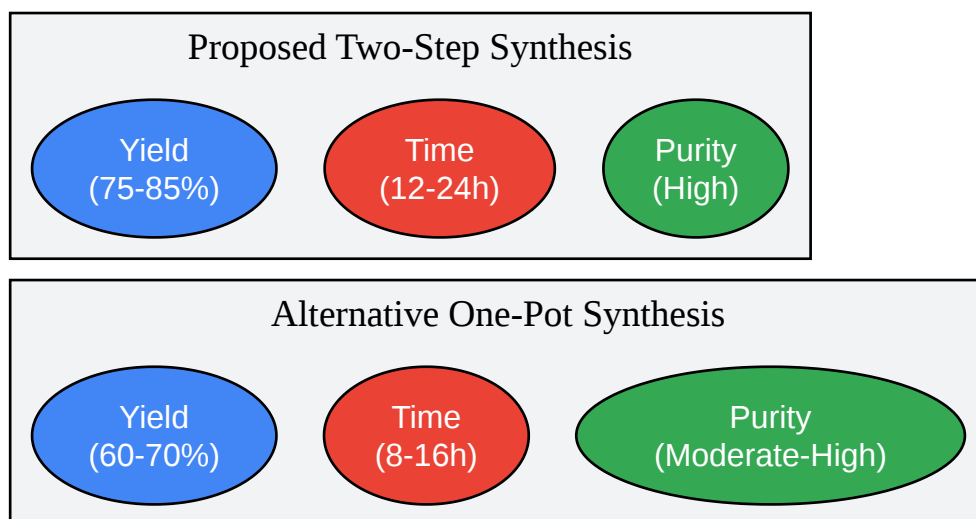 Proposed Two-Step Synthesis
Yield
(75-85%)
Time
(12-24h)
Purity
(High)
Alternative One-Pot Synthesis
Yield
(60-70%)
Time
(8-16h)
Purity
(Moderate-High)